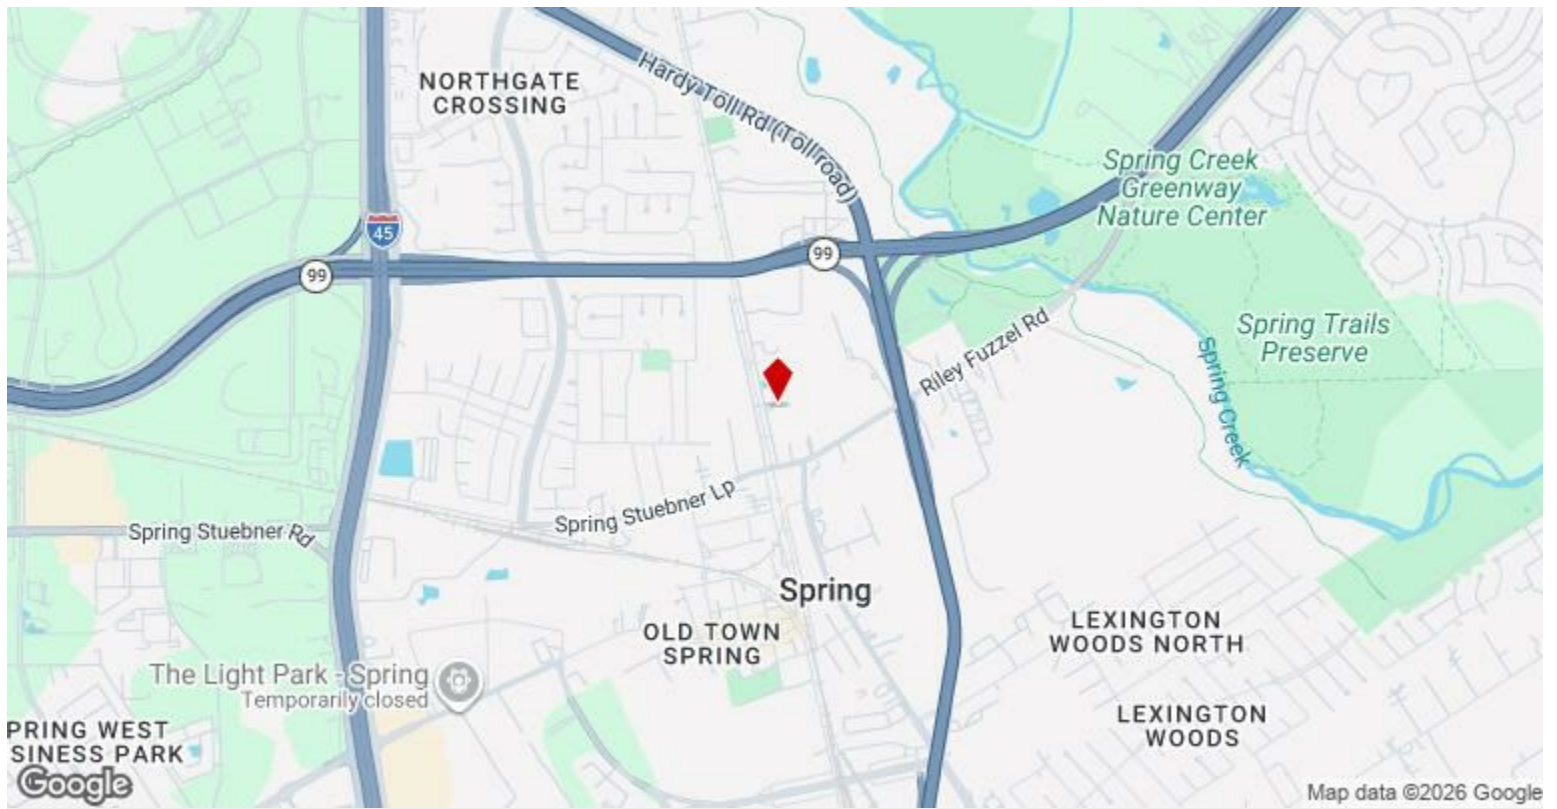 NORTHGATE
CROSSING
Hardy Toll Rd (Tollroad)
Spring Creek
Greenway
Nature Center
45
99
99
Spring Trails
Preserve
Riley Fuzzel Rd
Spring Creek
Spring Stuebner Lp
Spring Stuebner Rd
Spring
OLD TOWN
SPRING
LEXINGTON
WOODS NORTH
The Light Park - Spring
Temporarily closed
LEXINGTON
WOODS
PRING WEST
SINESS PARK
Google
Map data ©2026 Google